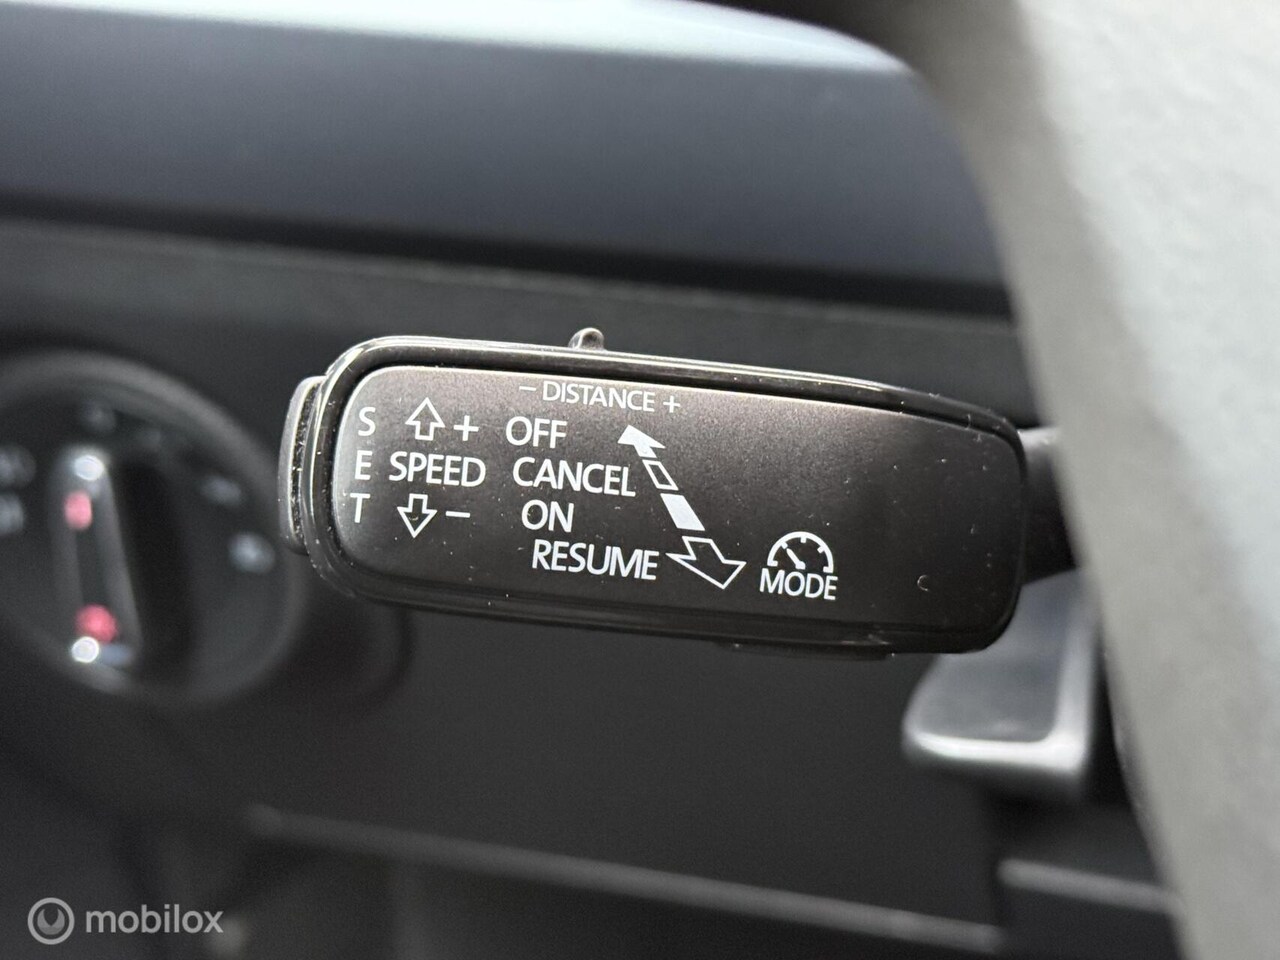 − DISTANCE +
S + OFF
E SPEED CANCEL
T − ON
RESUME
MODE
mobilox